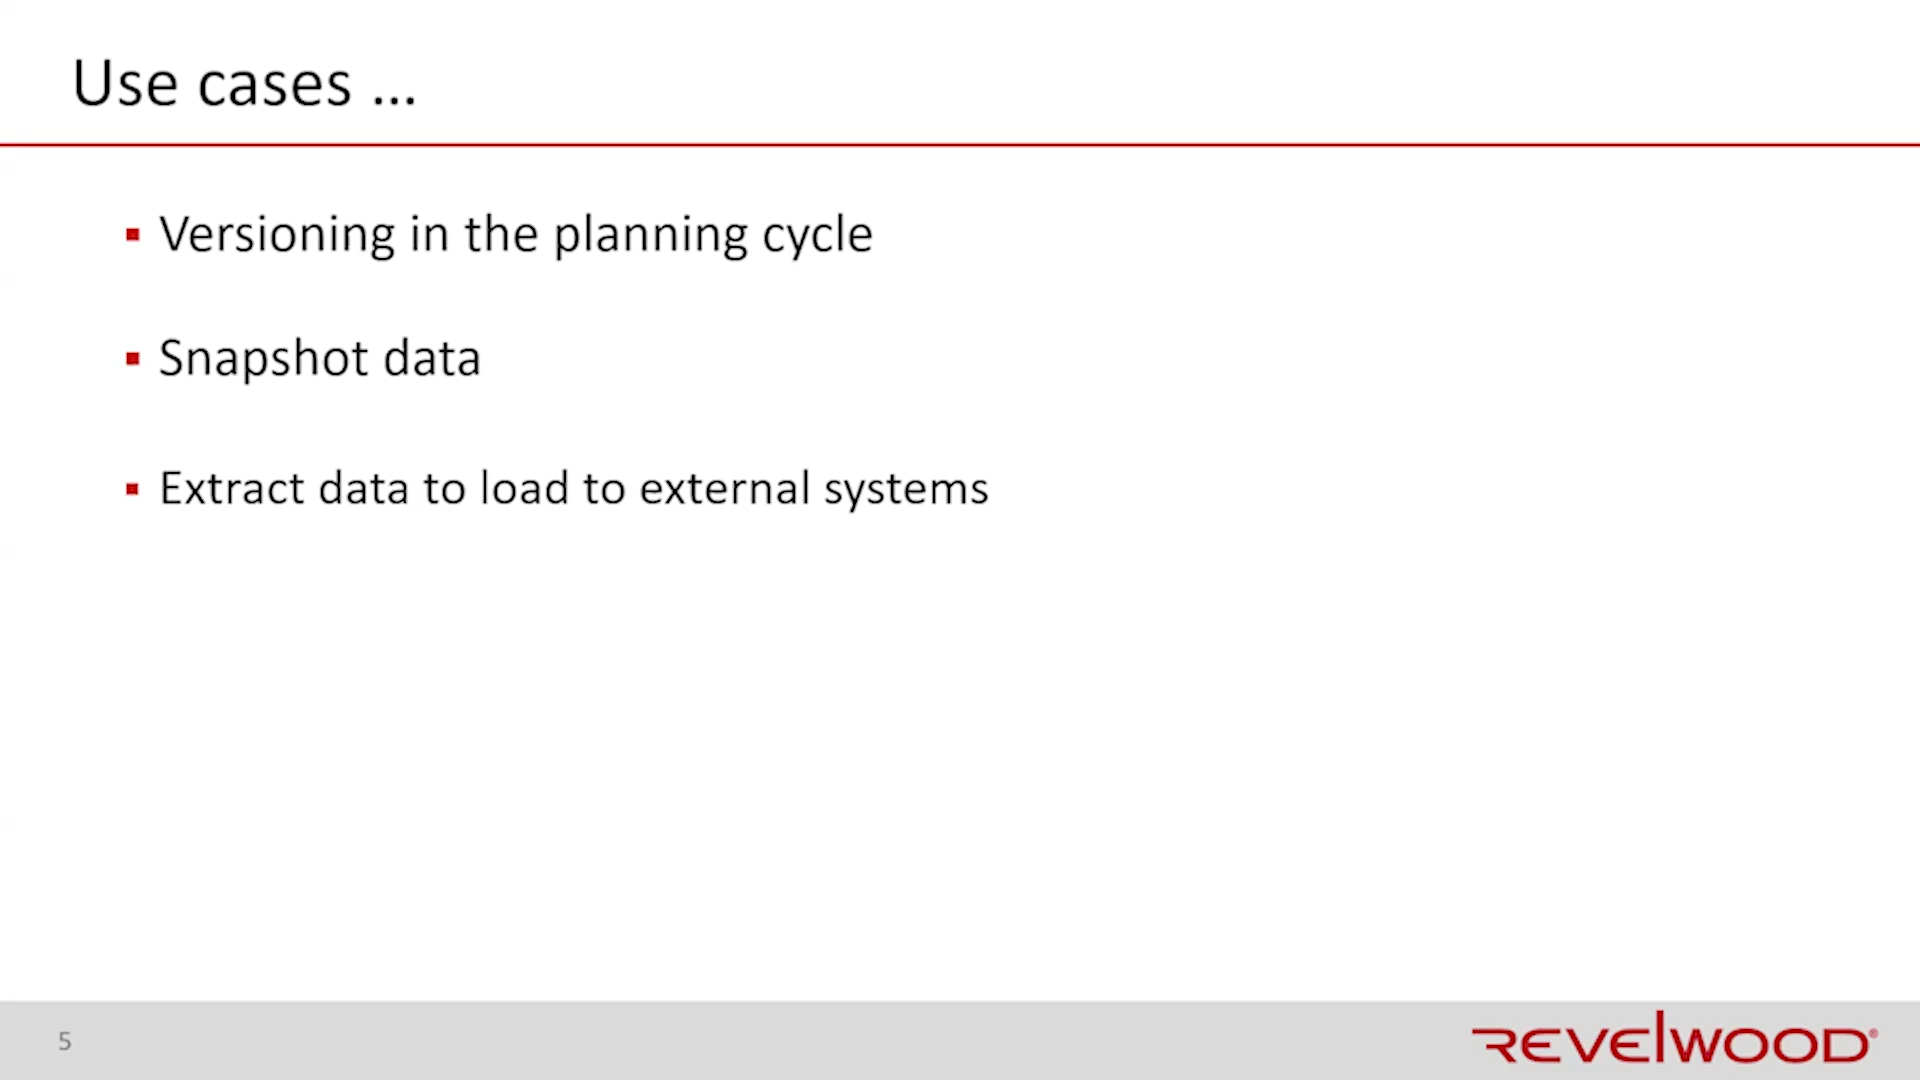 Use cases ...
▪ Versioning in the planning cycle
▪ Snapshot data
▪ Extract data to load to external systems
5
REVELWOOD®